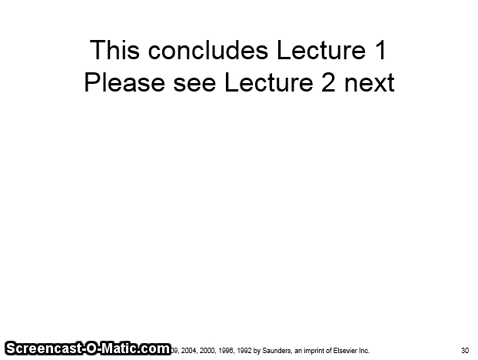 This concludes Lecture 1
Please see Lecture 2 next
Screencast-O-Matic.com 09, 2004, 2000, 1996, 1992 by Saunders, an imprint of Elsevier Inc. 30